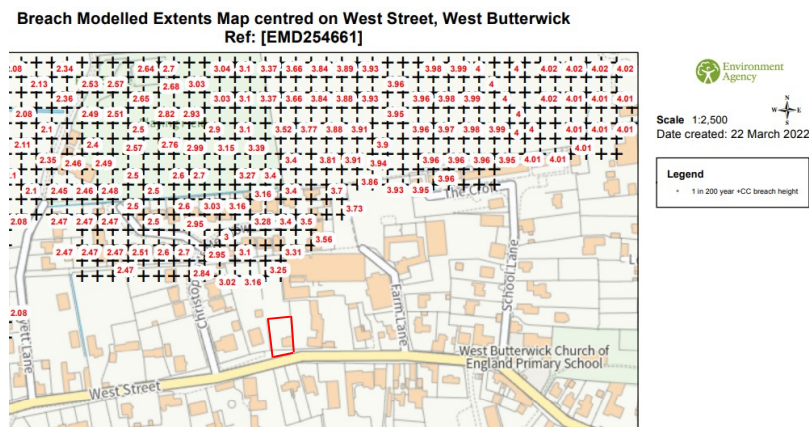 Breach Modelled Extents Map centred on West Street, West Butterwick
Ref: [EMD254661]
Environment
Agency
Scale 1:2,500
Date created: 22 March 2022
N
W E
S
Legend
1 in 200 year +CC breach height
2.08 2.34 2.64 2.7 3.04 3.1 3.37 3.66 3.84 3.89 3.93 3.98 3.99 4 4 4.02 4.02 4.02 4.02
2.13 2.53 2.57 2.68 3.03 3.96
2.36 2.65 3.03 3.1 3.37 3.66 3.84 3.88 3.93 3.96 3.98 3.99 4 4.02 4.01 4.01 4.01
2.08 2.49 2.51 2.82 2.93 3.95 4
2.1 2.5 2.9 3.1 3.52 3.77 3.88 3.91 3.96 3.97 3.98 3.99 4 4 4.01 4.01 4.01
2.11 2.4 2.57 2.76 2.99 3.15 3.39 3.9 4.01
2.35 2.46 2.49 3.4 3.81 3.91 3.94 3.96 3.96 3.96 3.95 4.01 4.01
.1 2.5 2.6 2.7 3.27 3.4 3.86 3.96
2.1 2.45 2.46 2.48 2.5 3.16 3.4 3.7 3.93 3.95 The Croft
2.5 2.6 3.03 3.16 3.73
2.08 2.47 2.47 2.47 2.5 2.95 3.28 3.4 3.5
3 3.56
2.47 2.47 2.47 2.51 2.6 2.7 2.95 3.1 3.31
2.47 2.84 3.25
3.02 3.16
2.08
Farm Lane
School Lane
West Butterwick Church of
England Primary School
West Street